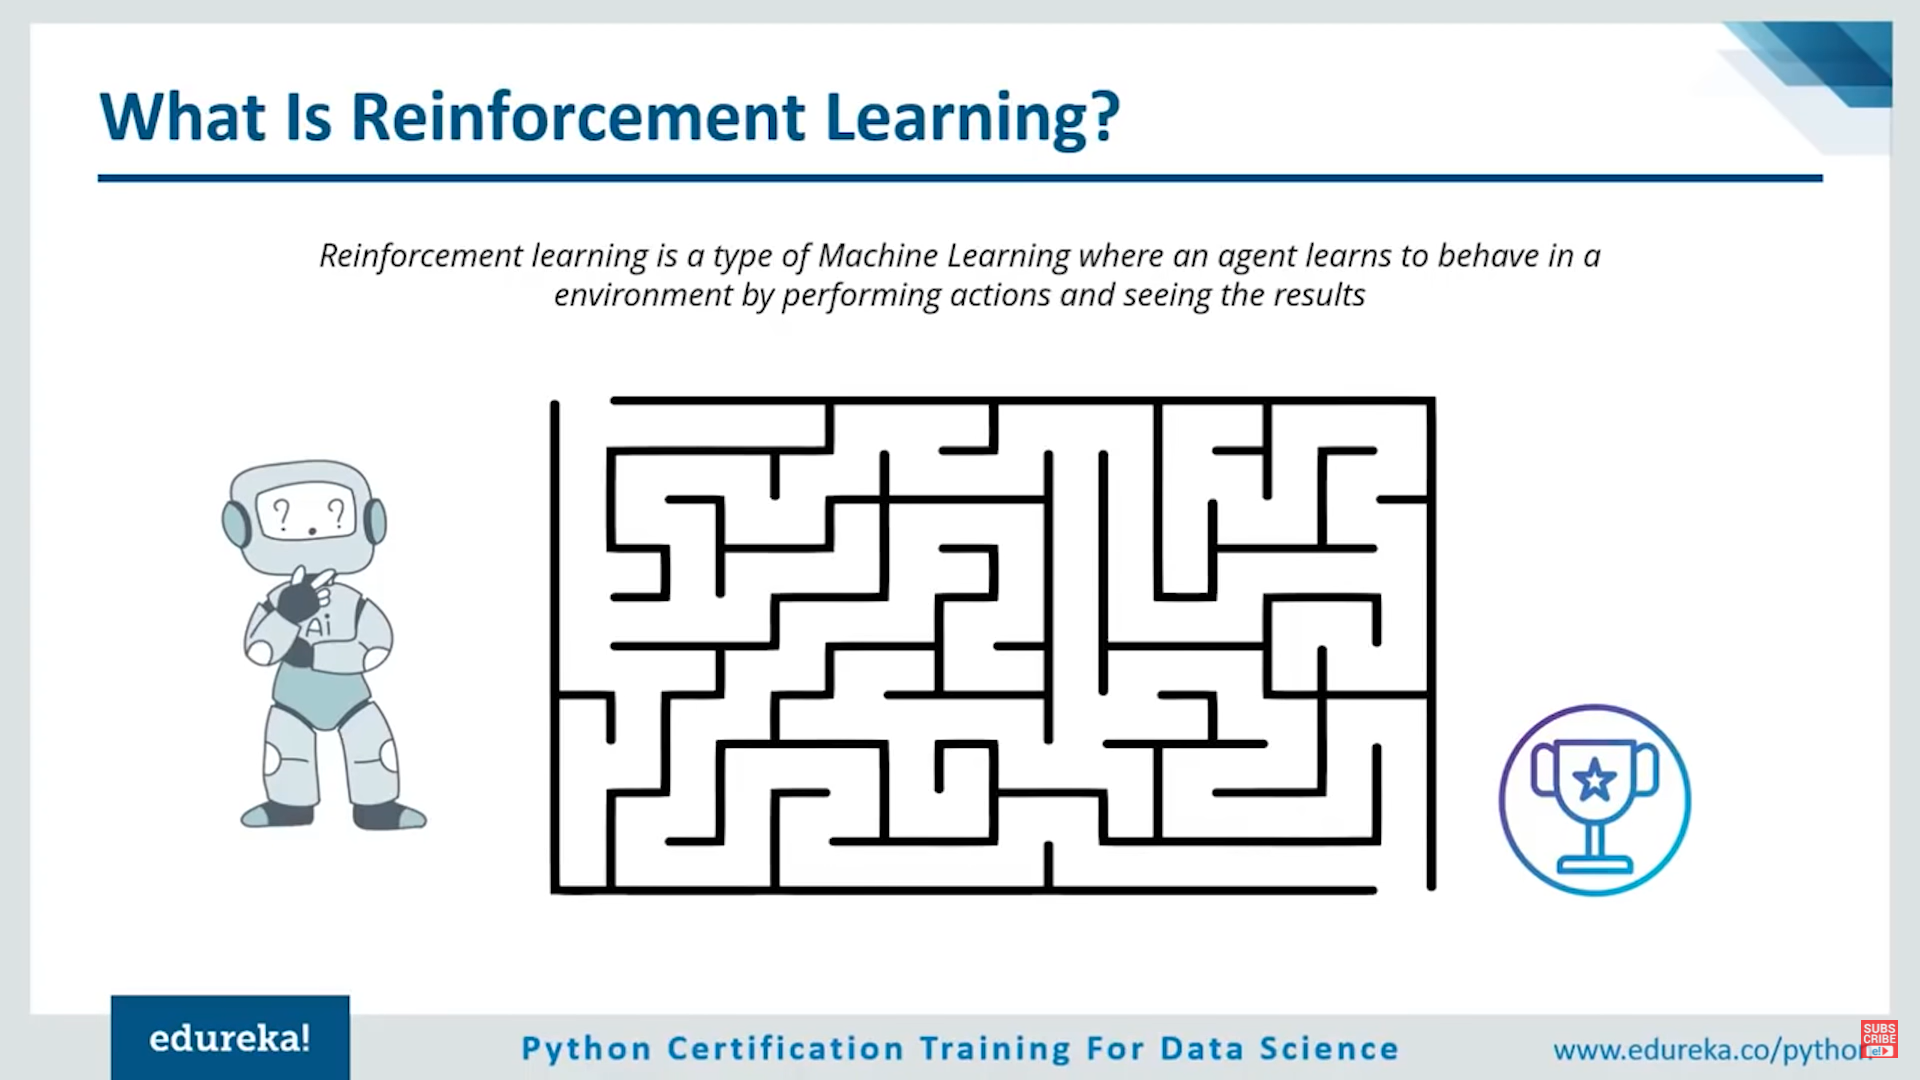 What Is Reinforcement Learning?
Reinforcement learning is a type of Machine Learning where an agent learns to behave in a
environment by performing actions and seeing the results
? ?
Ai
edureka!
Python Certification Training For Data Science
www.edureka.co/python
SUBS
CRIBE
e!